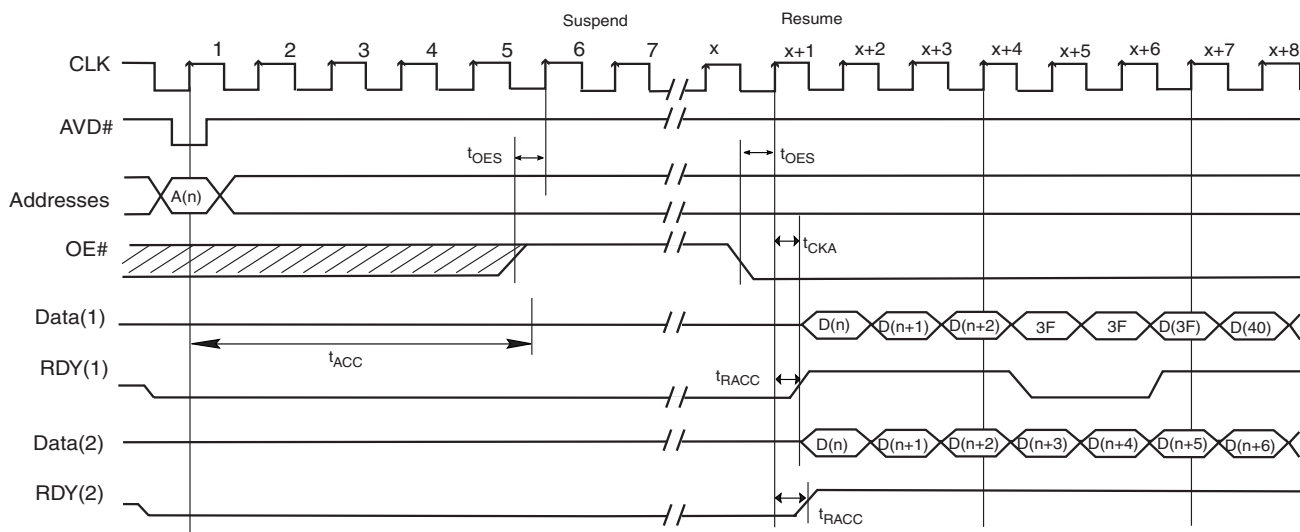 Suspend Resume
1 2 3 4 5 6 7 x x+1 x+2 x+3 x+4 x+5 x+6 x+7 x+8
CLK
AVD#
tOES tOES
Addresses A(n)
OE# tCKA
Data(1) D(n) D(n+1) D(n+2) 3F 3F D(3F) D(40)
tACC
RDY(1) tRACC
Data(2) D(n) D(n+1) D(n+2) D(n+3) D(n+4) D(n+5) D(n+6)
RDY(2)
tRACC